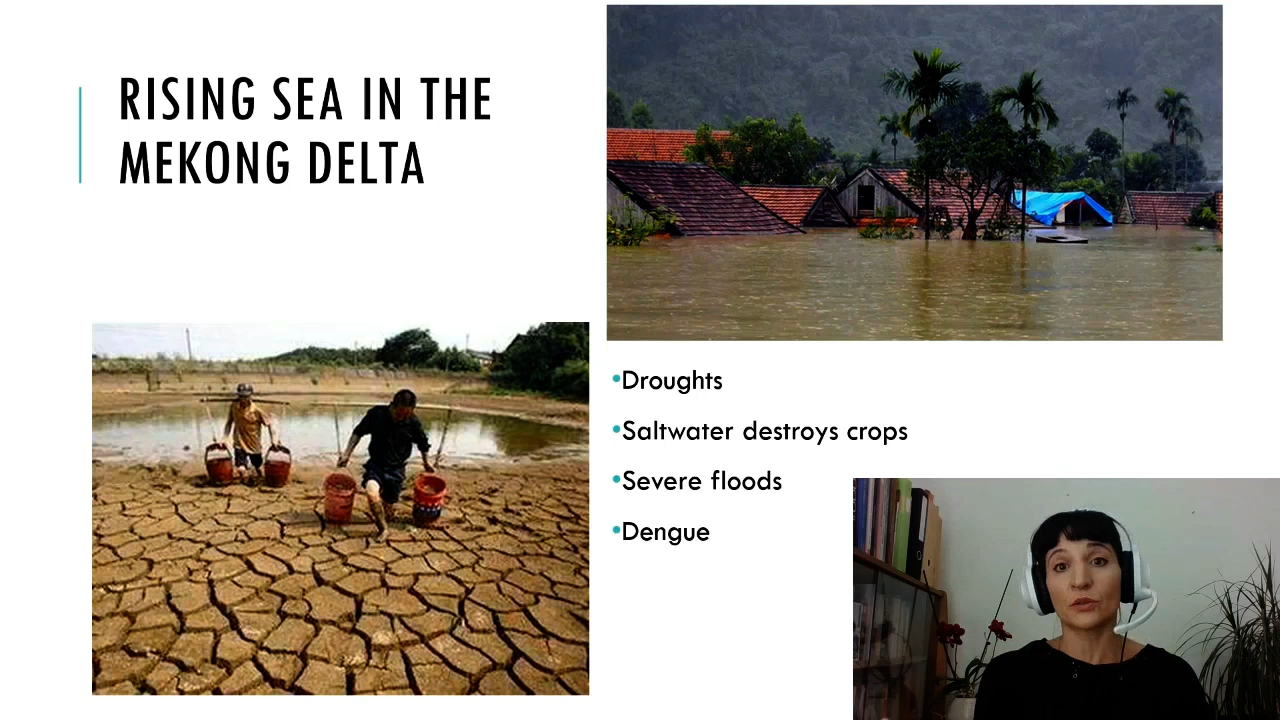 RISING SEA IN THE
MEKONG DELTA
•Droughts
•Saltwater destroys crops
•Severe floods
•Dengue